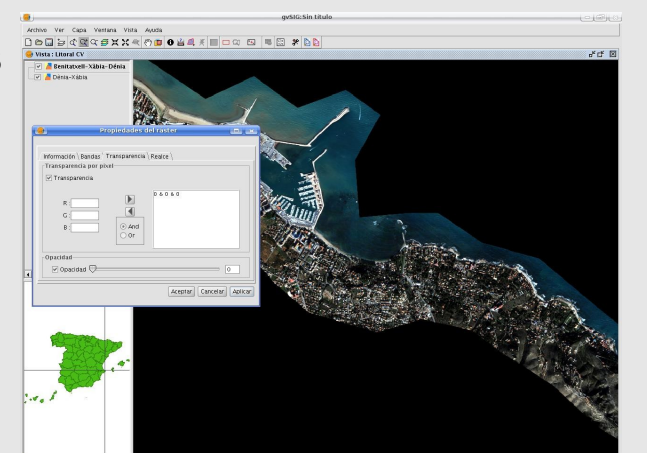 gvSIG:Sin título
Archivo Ver Capa Ventana Vista Ayuda
Vista : Litoral CV
Benitatxell-Xàbia-Dénia
Dénia-Xàbia
Propiedades del raster
Información Bandas Transparencia Realce
Transparencia por pixel
Transparencia
0 & 0 & 0
R:
G:
B:
And
Or
Opacidad
Opacidad 0
Aceptar Cancelar Aplicar